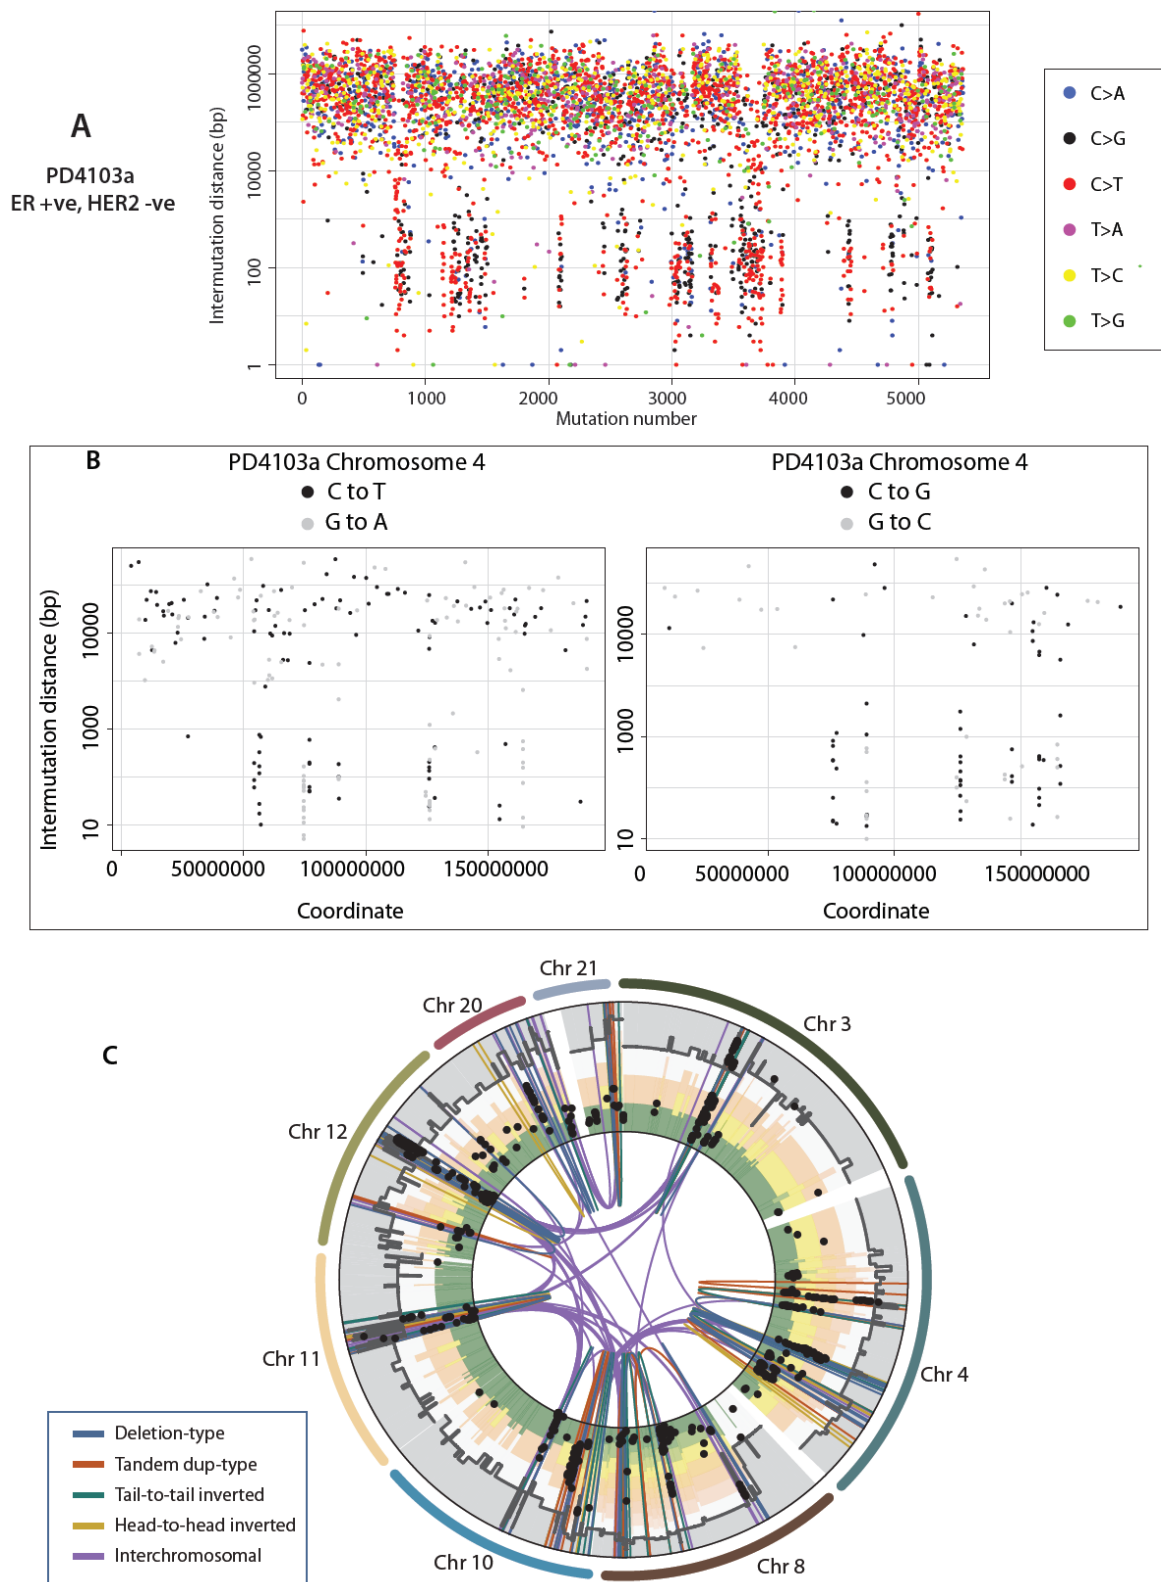 A
PD4103a
ER +ve, HER2 -ve
Intermutation distance (bp)
1000000
10000
100
1
0 1000 2000 3000 4000 5000
Mutation number
C>A
C>G
C>T
T>A
T>C
T>G
B
PD4103a Chromosome 4
C to T
G to A
Intermutation distance (bp)
10000
1000
10
0 50000000 100000000 150000000
Coordinate
PD4103a Chromosome 4
C to G
G to C
10000
1000
10
0 50000000 100000000 150000000
Coordinate
C
Chr 21
Chr 20
Chr 3
Chr 12
Chr 11
Chr 4
Chr 10
Chr 8
Deletion-type
Tandem dup-type
Tail-to-tail inverted
Head-to-head inverted
Interchromosomal